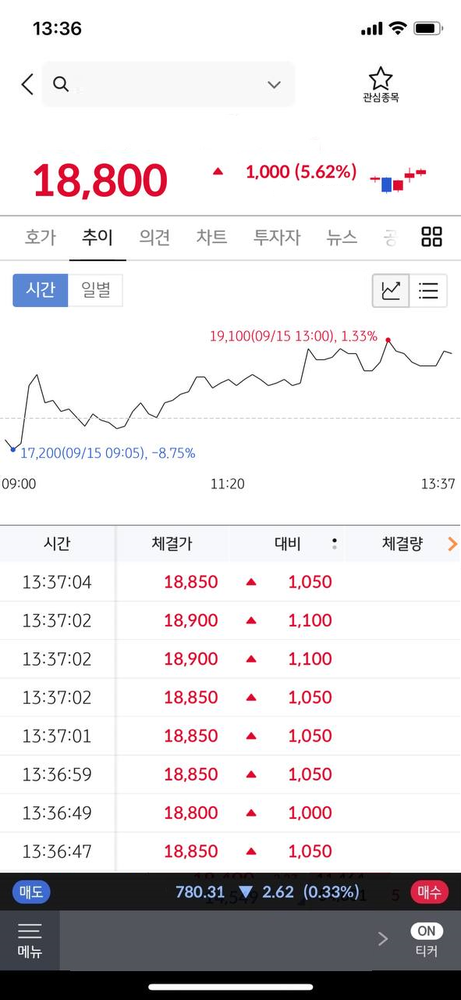 13:36
관심종목
18,800 ▲ 1,000 (5.62%)
호가 추이 의견 차트 투자자 뉴스
시간 일별
19,100(09/15 13:00), 1.33%
17,200(09/15 09:05), -8.75%
09:00 11:20 13:37
시간 체결가 대비 체결량
13:37:04 18,850 ▲ 1,050
13:37:02 18,900 ▲ 1,100
13:37:02 18,900 ▲ 1,100
13:37:02 18,850 ▲ 1,050
13:37:01 18,850 ▲ 1,050
13:36:59 18,850 ▲ 1,050
13:36:49 18,800 ▲ 1,000
13:36:47 18,850 ▲ 1,050
매도 780.31 ▼ 2.62 (0.33%) 매수
메뉴 ON
티커